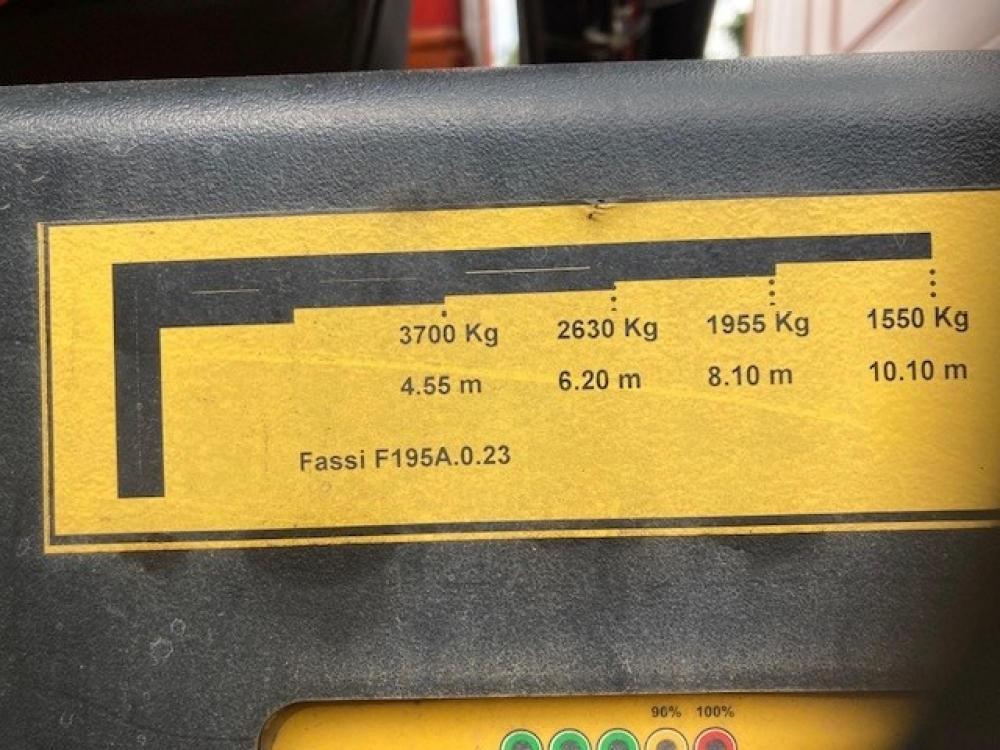 3700 Kg 2630 Kg 1955 Kg 1550 Kg
4.55 m 6.20 m 8.10 m 10.10 m
Fassi F195A.0.23
90% 100%